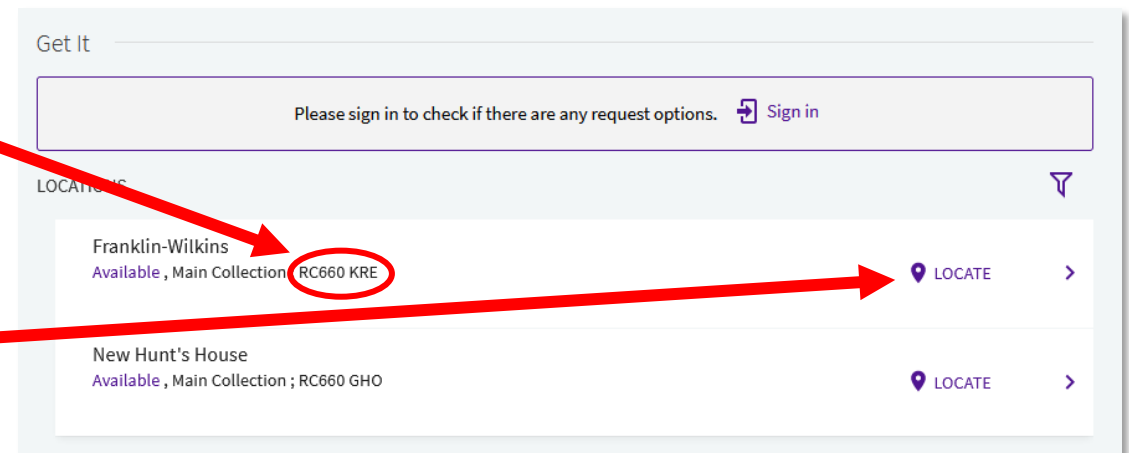 Get It
Please sign in to check if there are any request options. Sign in
LOCATIONS
Franklin-Wilkins
Available , Main Collection RC660 KRE
LOCATE
New Hunt's House
Available , Main Collection ; RC660 GHO
LOCATE